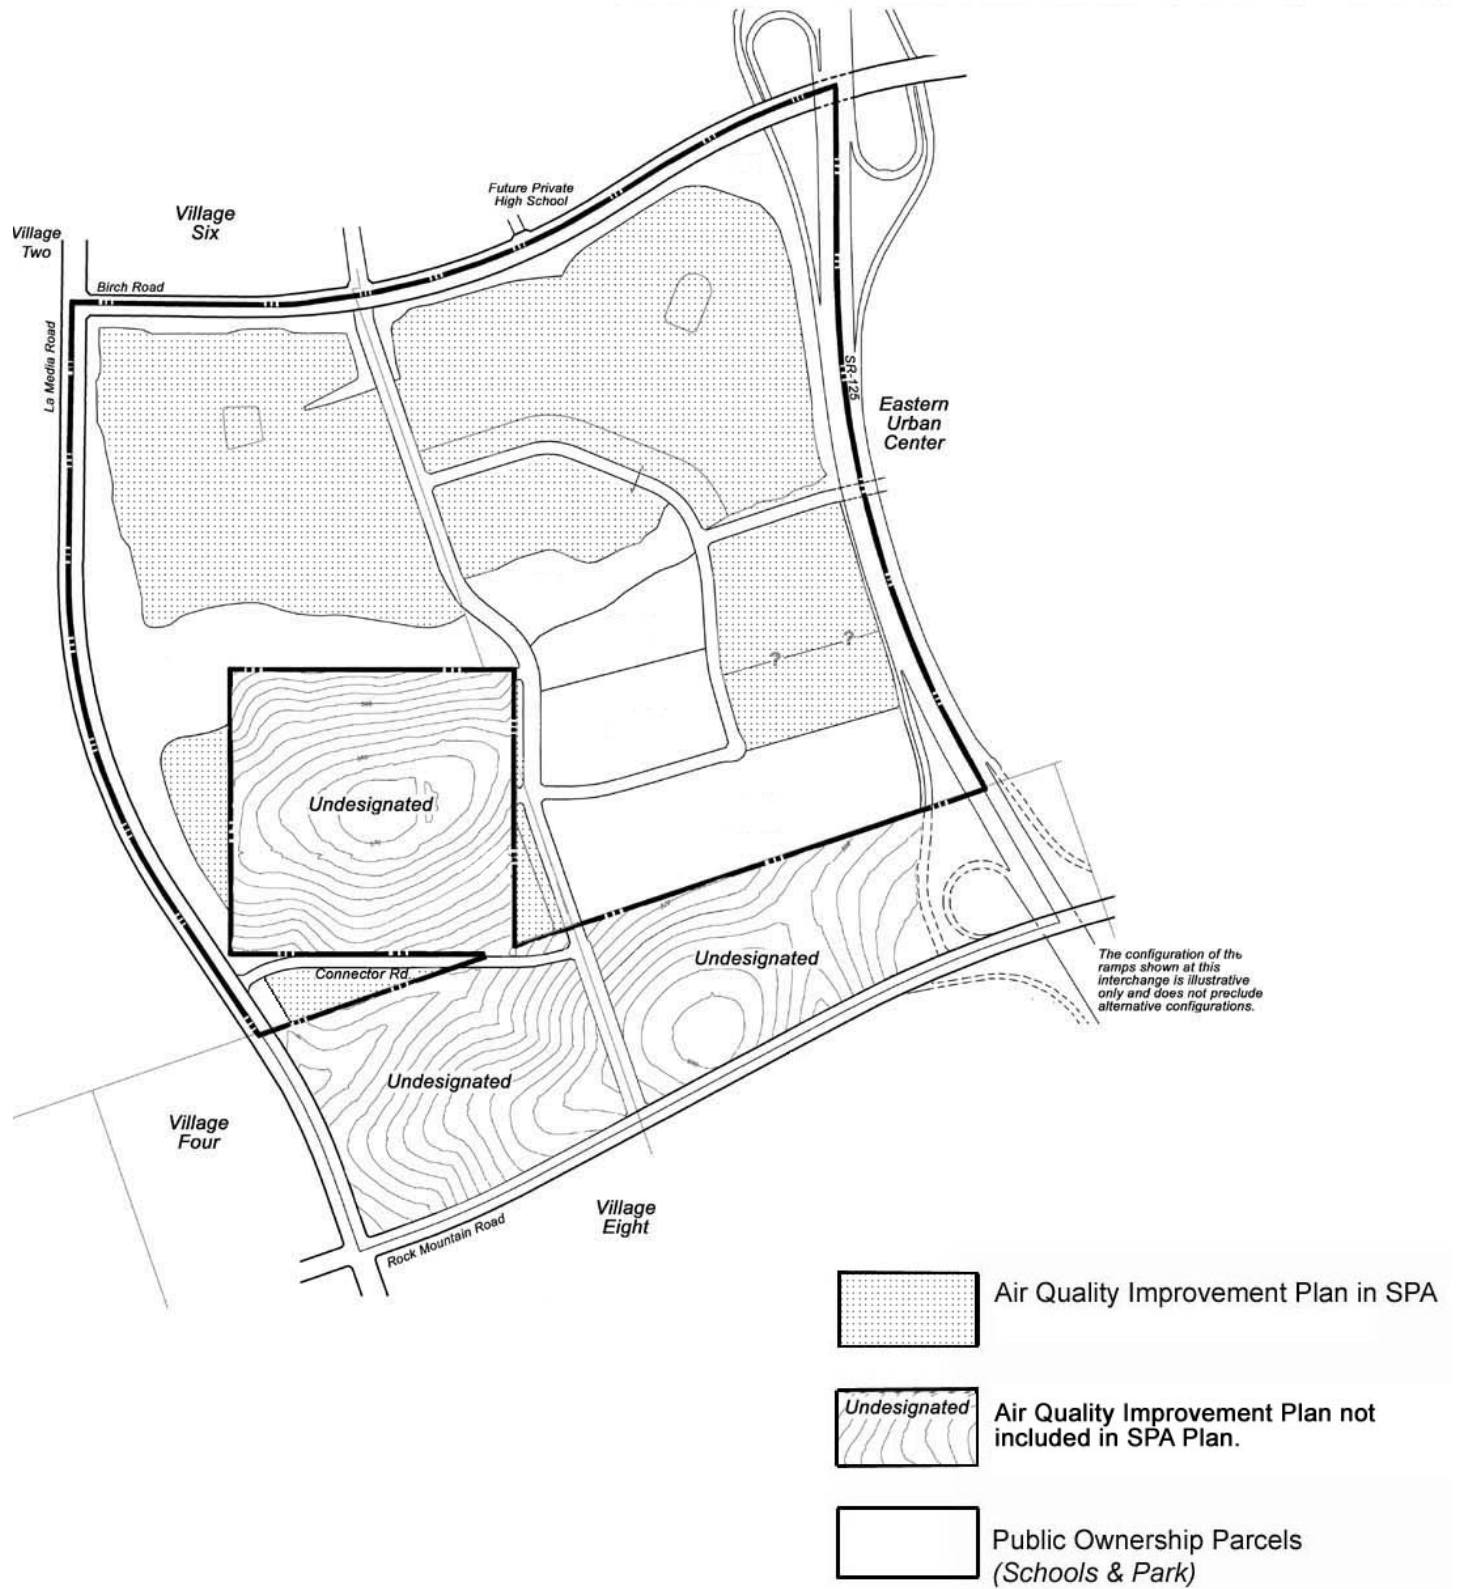 Future Private
High School
Village
Six
Village
Two
Birch Road
La Media Road
SR-125
Eastern
Urban
Center
?
?
Undesignated
Undesignated
Connector Rd.
The configuration of the
ramps shown at this
interchange is illustrative
only and does not preclude
alternative configurations.
Undesignated
Village
Four
Village
Eight
Rock Mountain Road
Air Quality Improvement Plan in SPA
Undesignated
Air Quality Improvement Plan not
included in SPA Plan.
Public Ownership Parcels
(Schools & Park)